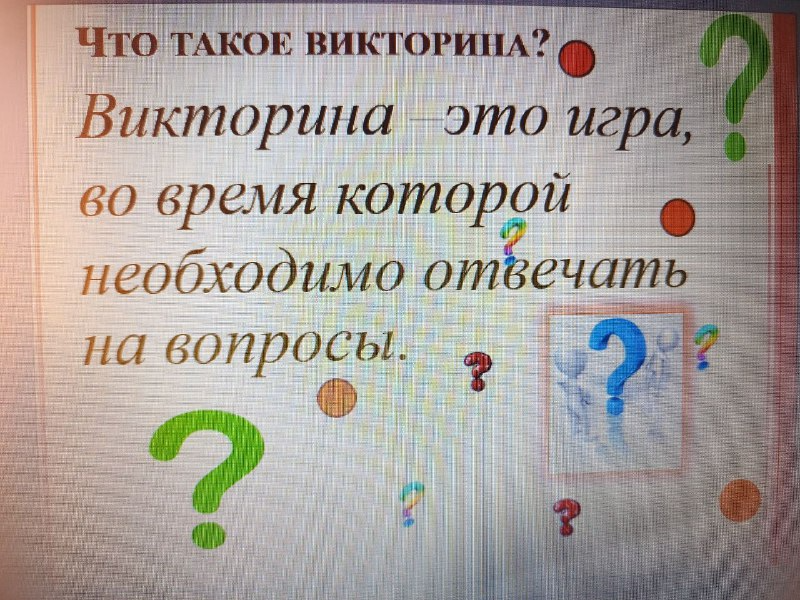 Что такое викторина?
Викторина –это игра,
во время которой
необходимо отвечать
на вопросы.